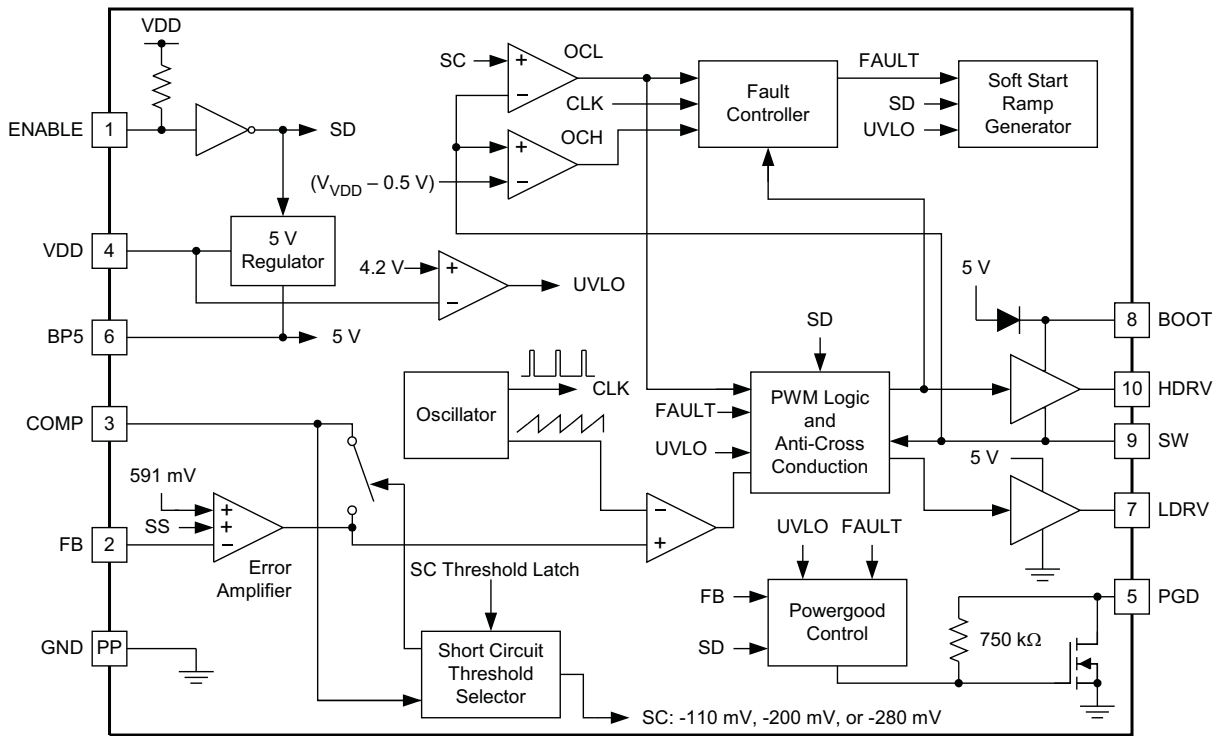 VDD
ENABLE
1
SD
VDD
4
5 V
Regulator
BP5
6
5 V
4.2 V
+
−
UVLO
SC
+
−
OCL
CLK
OCH
+
−
(V_VDD – 0.5 V)
Fault
Controller
FAULT
SD
UVLO
Soft Start
Ramp
Generator
COMP
3
Oscillator
CLK
SD
FAULT
UVLO
PWM Logic
and
Anti-Cross
Conduction
5 V
8
BOOT
10
HDRV
9
SW
5 V
7
LDRV
591 mV
SS
+
+
−
FB
2
Error
Amplifier
−
+
GND
PP
SC Threshold Latch
Short Circuit
Threshold
Selector
SC: -110 mV, -200 mV, or -280 mV
UVLO
FAULT
FB
SD
Powergood
Control
750 kΩ
5
PGD